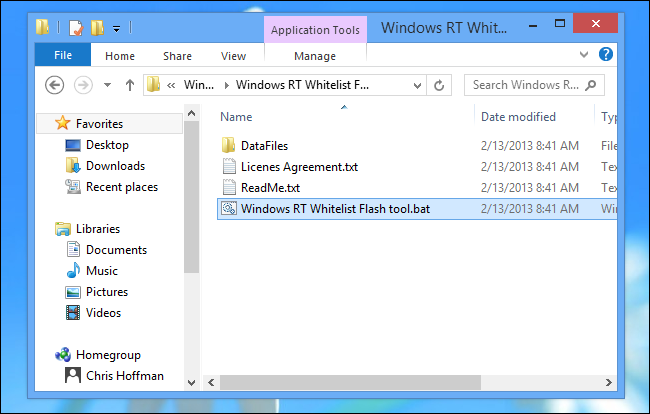 Application Tools
Windows RT Whit...
File
Home
Share
View
Manage
Win...
Windows RT Whitelist F...
Search Windows R...
Name
Date modified
Typ
Favorites
Desktop
Downloads
Recent places
Libraries
Documents
Music
Pictures
Videos
Homegroup
Chris Hoffman
DataFiles 2/13/2013 8:41 AM File
Licenes Agreement.txt 2/13/2013 8:41 AM Text
ReadMe.txt 2/13/2013 8:41 AM Text
Windows RT Whitelist Flash tool.bat 2/13/2013 8:41 AM Win